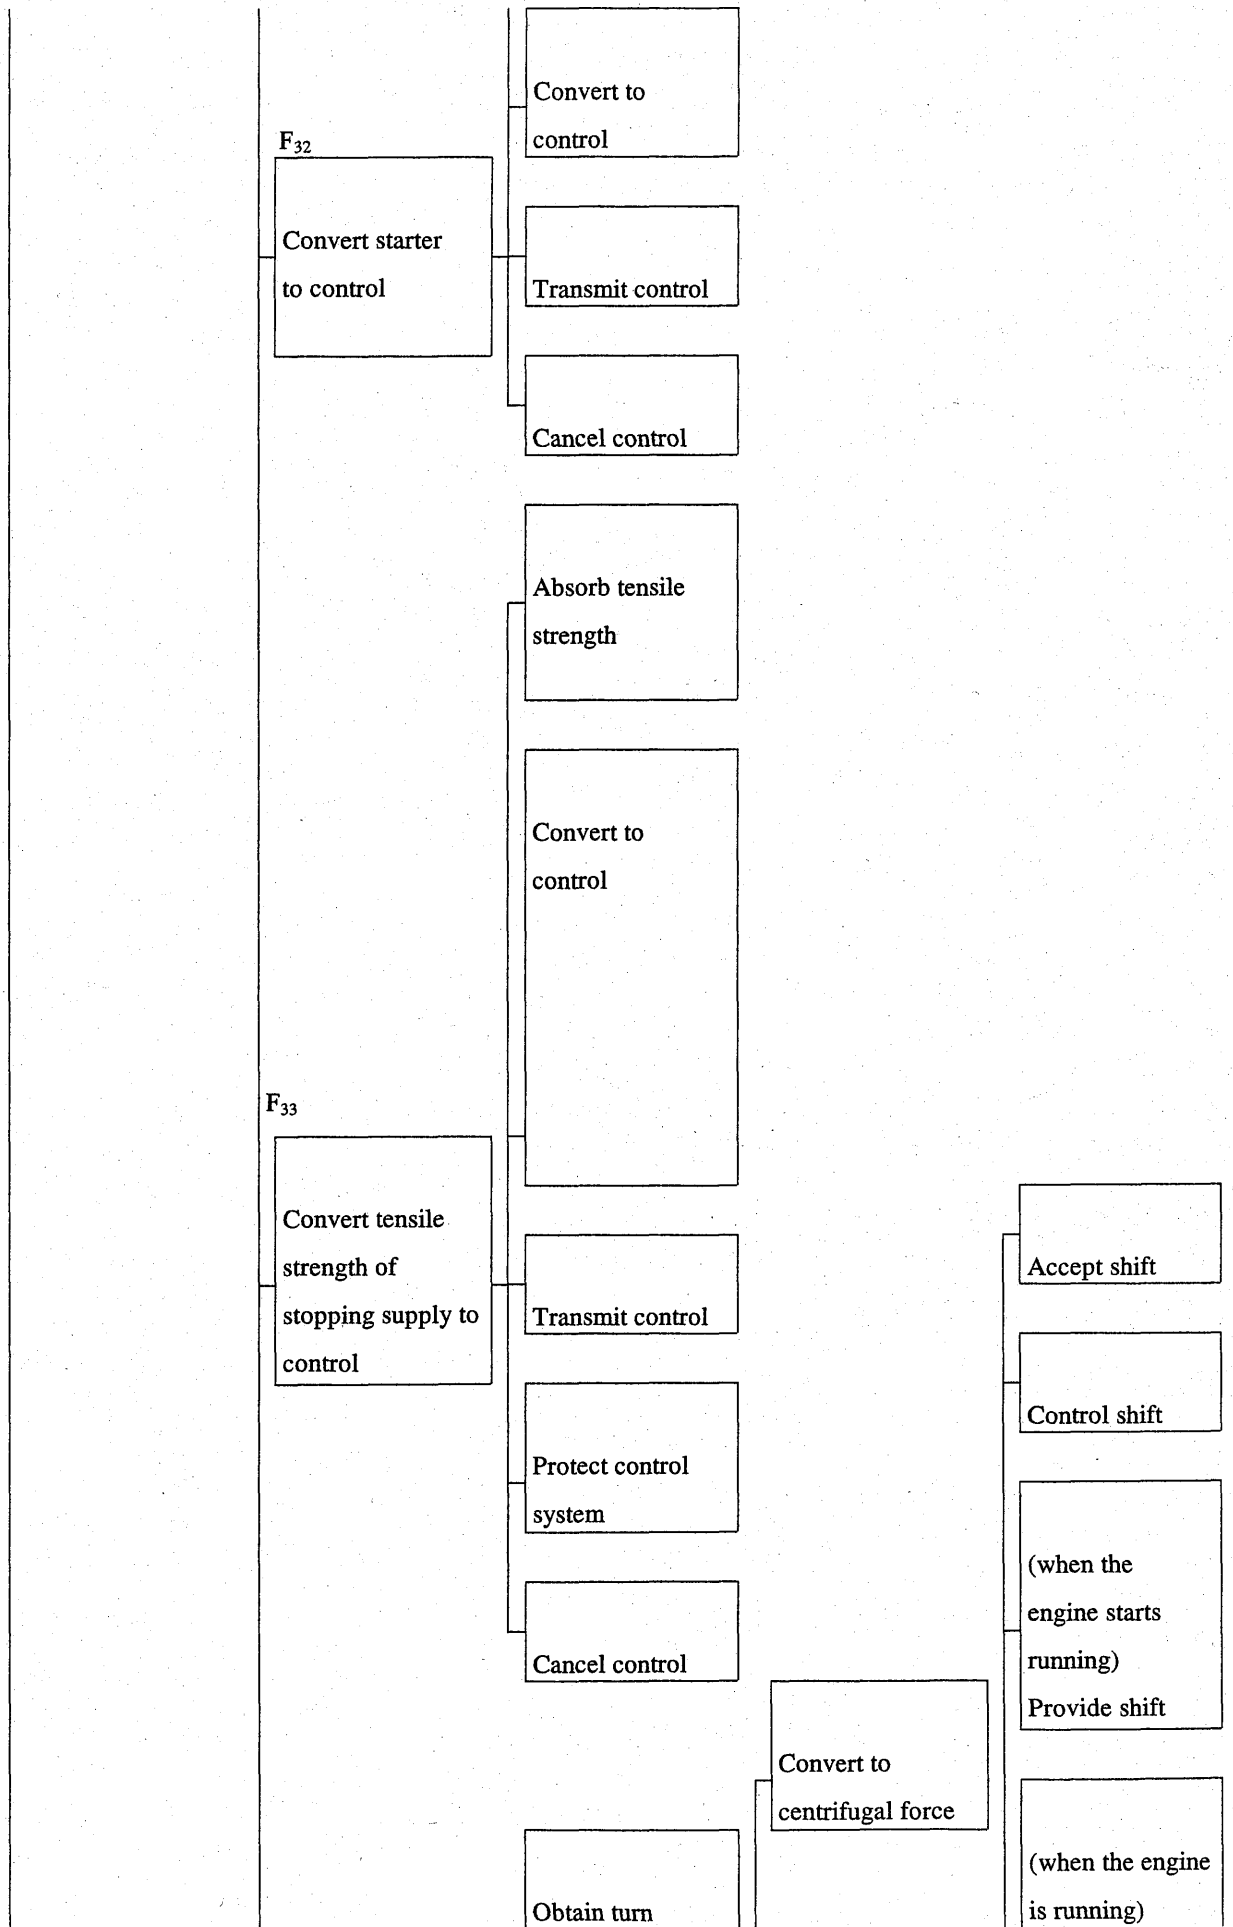 Convert to
control
F32
Convert starter
to control
Transmit control
Cancel control
Absorb tensile
strength
Convert to
control
F33
Convert tensile
strength of
stopping supply to
control
Transmit control
Protect control
system
Cancel control
Accept shift
Control shift
(when the
engine starts
running)
Provide shift
Convert to
centrifugal force
(when the engine
is running)
Obtain turn